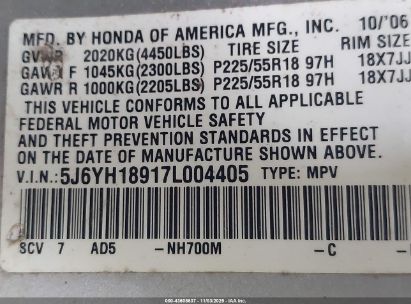 MFD. BY HONDA OF AMERICA MFG., INC. 10/'06
GVWR 2020KG(4450LBS) TIRE SIZE RIM SIZE
GAWR F 1045KG(2300LBS) P225/55R18 97H 18X7JJ
GAWR R 1000KG(2205LBS) P225/55R18 97H 18X7JJ
THIS VEHICLE CONFORMS TO ALL APPLICABLE
FEDERAL MOTOR VEHICLE SAFETY
AND THEFT PREVENTION STANDARDS IN EFFECT
ON THE DATE OF MANUFACTURE SHOWN ABOVE.
V.I.N.: 5J6YH18917L004405 TYPE: MPV
SCV 7 AD5 -NH700M -C -